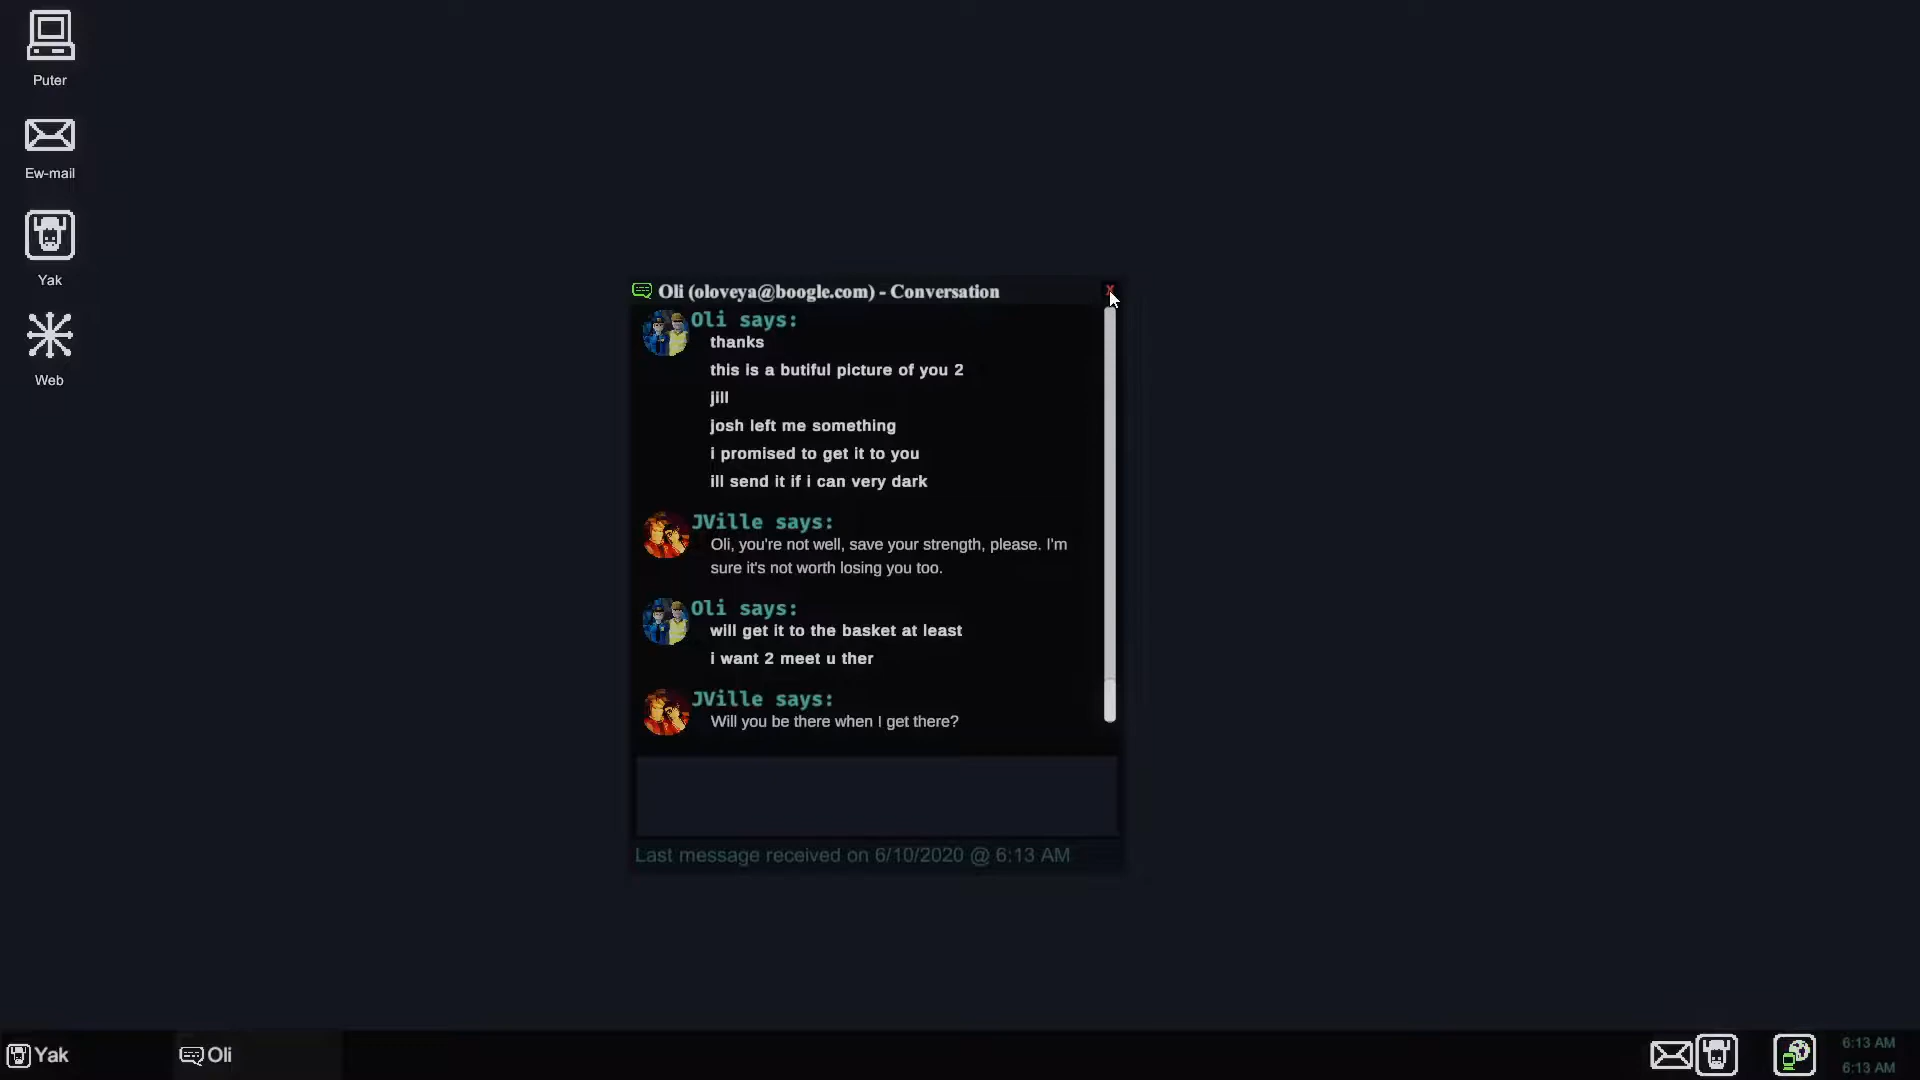 Puter
Ew-mail
Yak
Web
Oli (oloveya@boogle.com) - Conversation
X
Oli says:
thanks
this is a butiful picture of you 2
jill
josh left me something
i promised to get it to you
ill send it if i can very dark
JVille says:
Oli, you're not well, save your strength, please. I'm
sure it's not worth losing you too.
Oli says:
will get it to the basket at least
i want 2 meet u ther
JVille says:
Will you be there when I get there?
Last message received on 6/10/2020 @ 6:13 AM
Yak
Oli
6:13 AM
6:13 AM